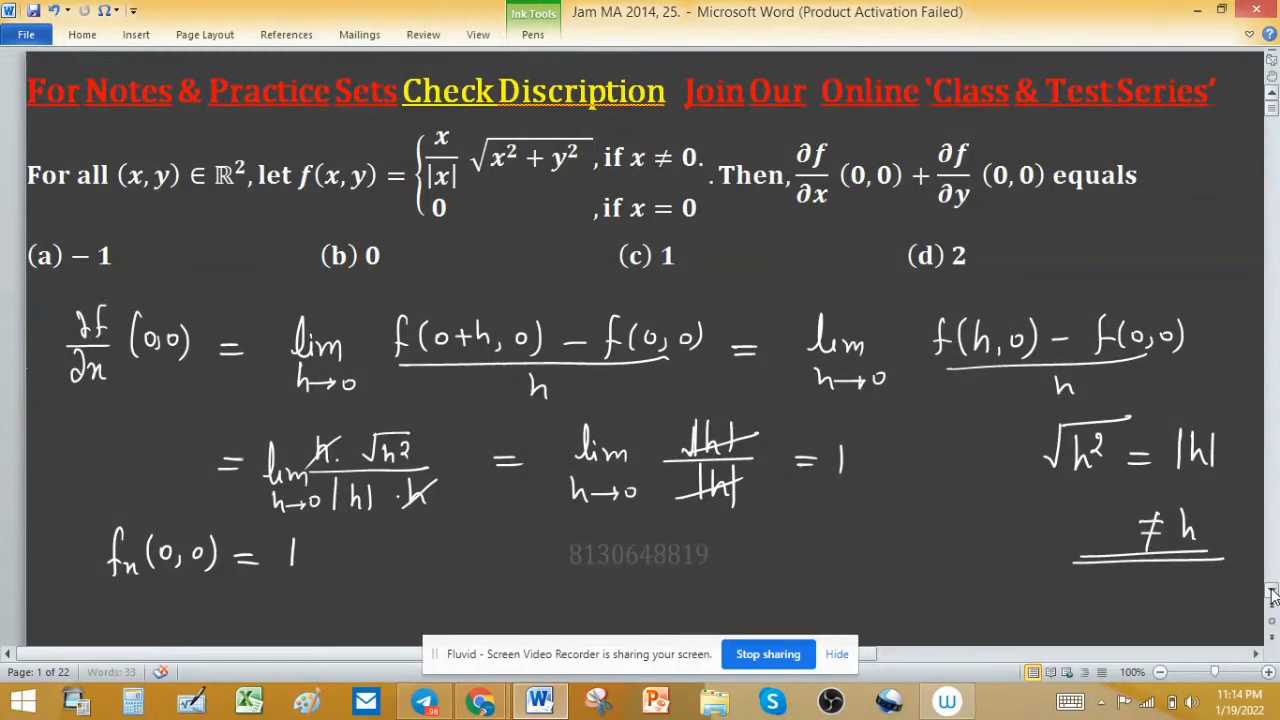 Jam MA 2014, 25. - Microsoft Word (Product Activation Failed)
Ink Tools
File Home Insert Page Layout References Mailings Review View Pens
For Notes & Practice Sets Check Discription Join Our Online 'Class & Test Series'
For all (x, y) ∈ ℝ², let f(x, y) = { x/|x| √(x² + y²) , if x ≠ 0. 0 , if x = 0 . Then, ∂f/∂x (0, 0) + ∂f/∂y (0, 0) equals
(a) − 1 (b) 0 (c) 1 (d) 2
∂f/∂x (0,0) = lim h→0 (f(0+h, 0) − f(0,0))/h = lim h→0 (f(h,0) − f(0,0))/h
= lim h→0 (h · √h²)/(|h| · h) = lim h→0 |h|/|h| = 1 √h² = |h|
≠ h
fx(0,0) = 1
8130648819
Fluvid - Screen Video Recorder is sharing your screen. Stop sharing Hide
Page: 1 of 22 Words: 33 100%
98
11:14 PM
1/19/2022